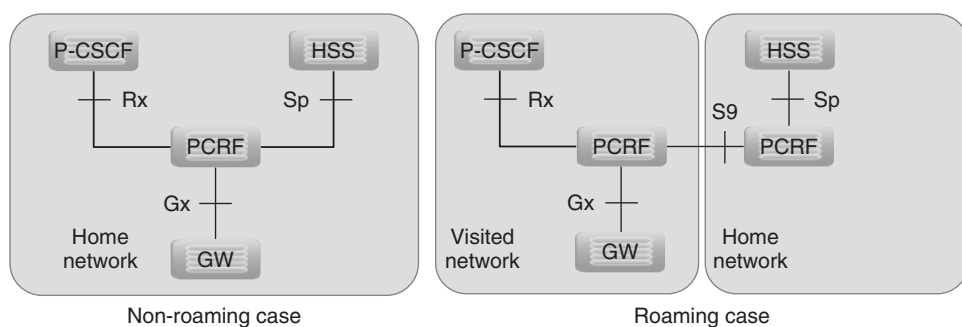 P-CSCF
HSS
Rx
Sp
PCRF
Gx
Home
network
GW
Non-roaming case
P-CSCF
HSS
Rx
S9
Sp
PCRF
PCRF
Gx
Visited
network
GW
Home
network
Roaming case